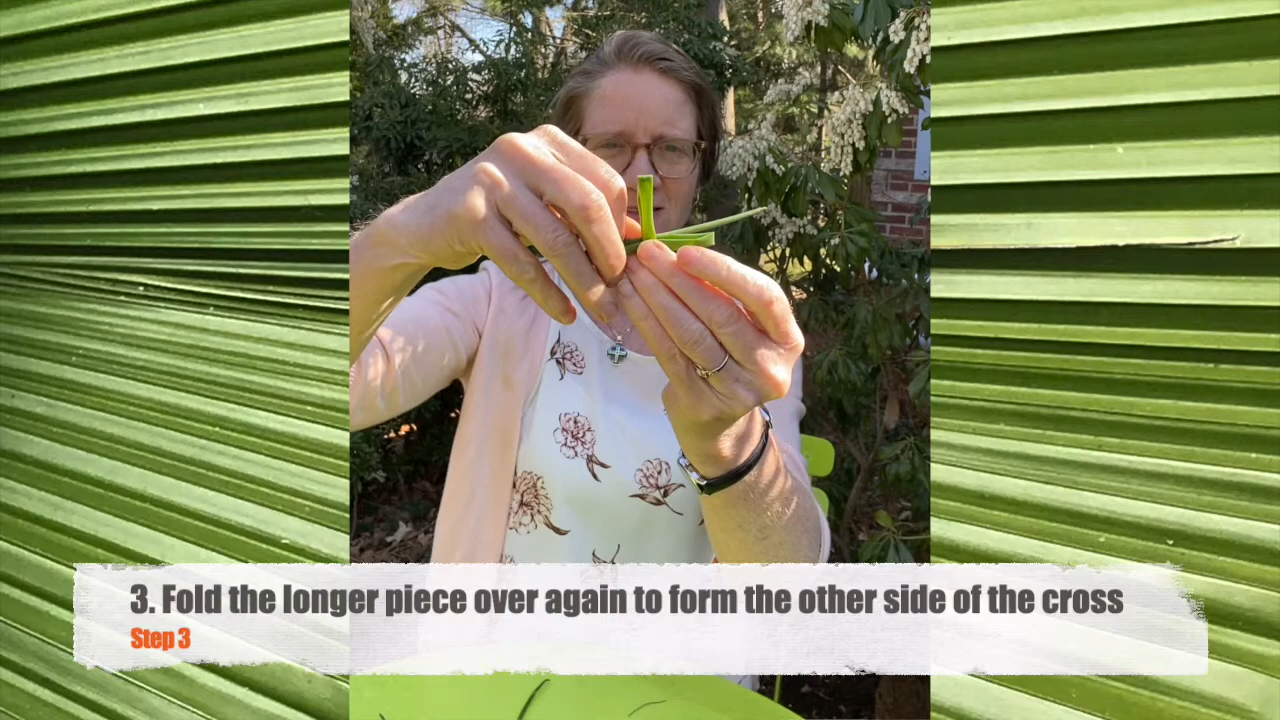 3. Fold the longer piece over again to form the other side of the cross
Step 3